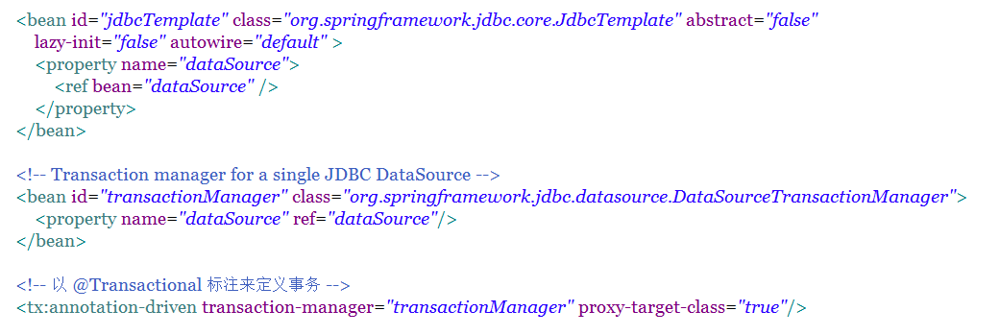 <bean id="jdbcTemplate" class="org.springframework.jdbc.core.JdbcTemplate" abstract="false"
lazy-init="false" autowire="default" >
<property name="dataSource">
<ref bean="dataSource" />
</property>
</bean>
<!-- Transaction manager for a single JDBC DataSource -->
<bean id="transactionManager" class="org.springframework.jdbc.datasource.DataSourceTransactionManager">
<property name="dataSource" ref="dataSource"/>
</bean>
<!-- 以 @Transactional 标注来定义事务 -->
<tx:annotation-driven transaction-manager="transactionManager" proxy-target-class="true"/>